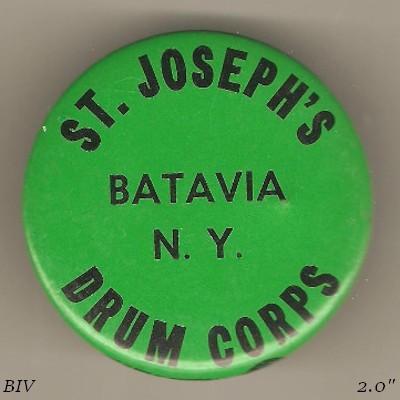 ST. JOSEPH'S
BATAVIA
N. Y.
DRUM CORPS
BIV
2.0"